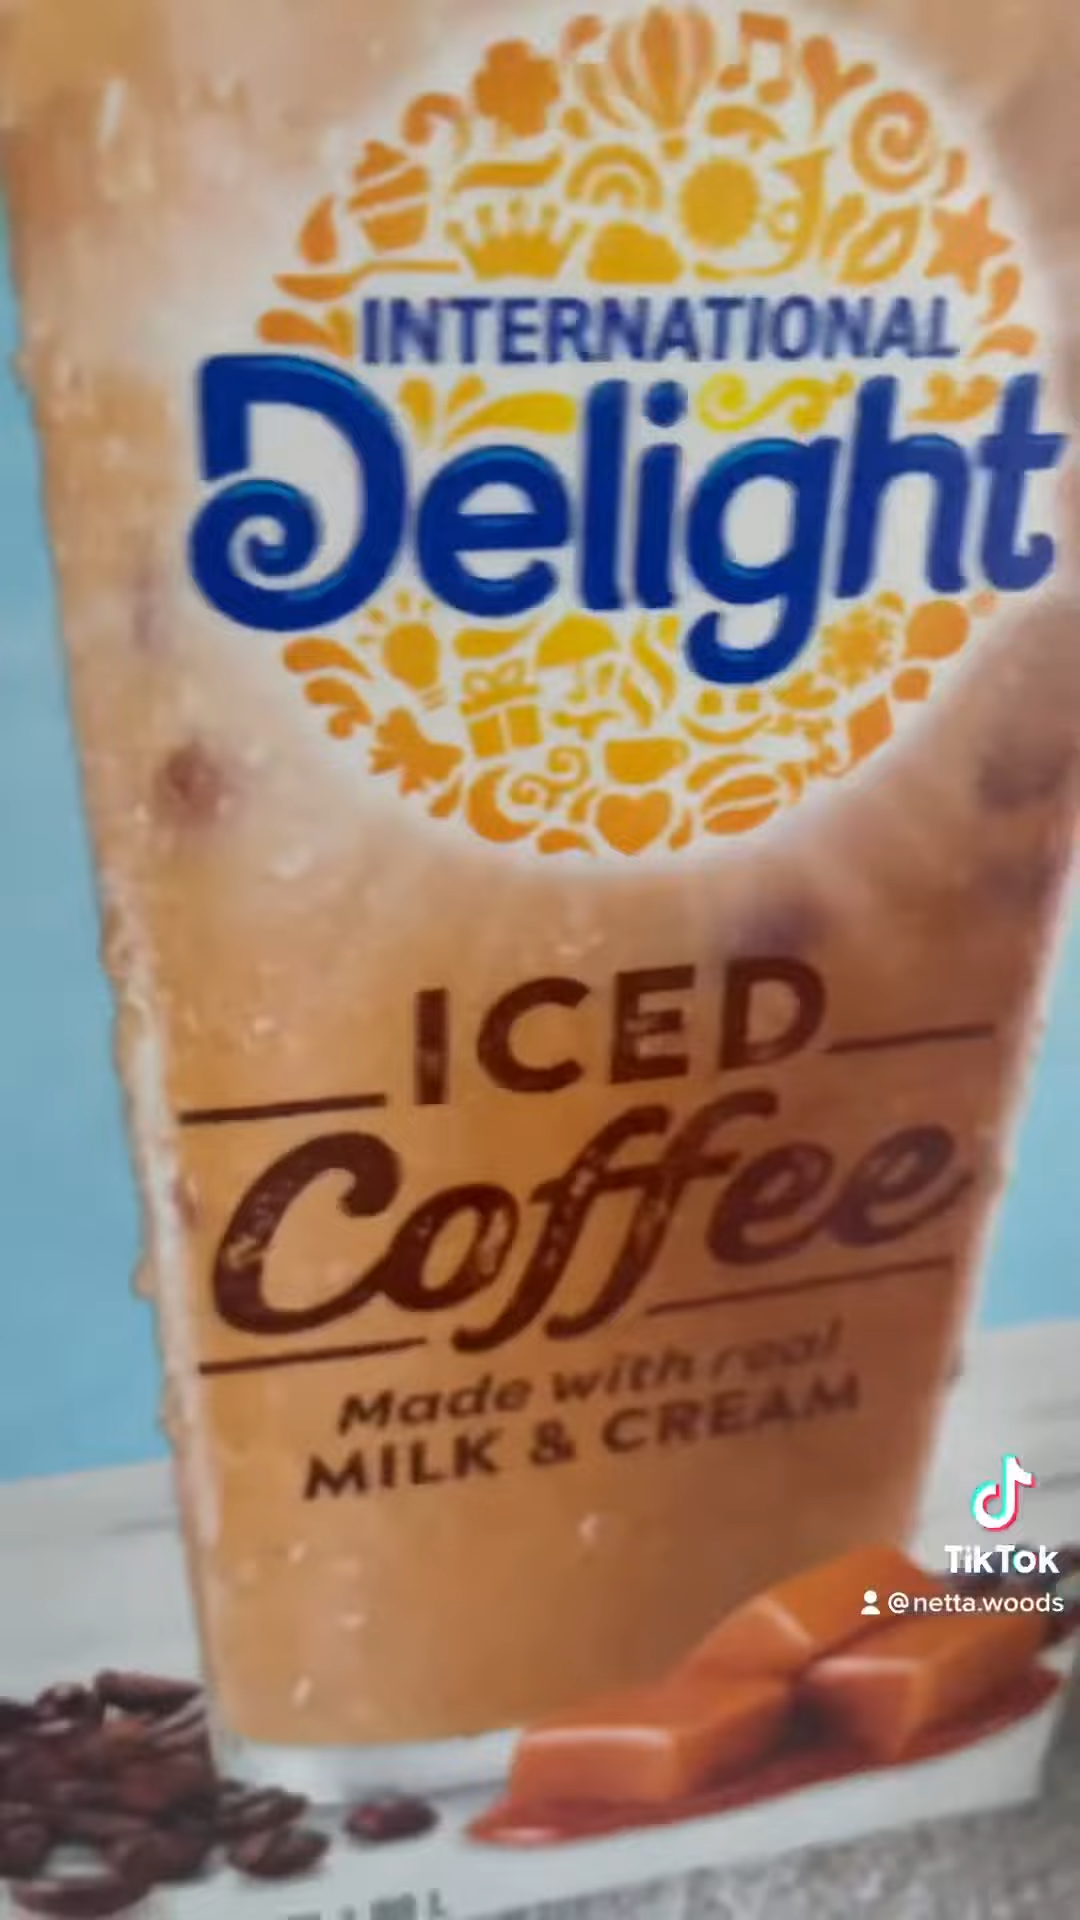 INTERNATIONAL
Delight
ICED
Coffee
Made with real
MILK & CREAM
TikTok
@netta.woods